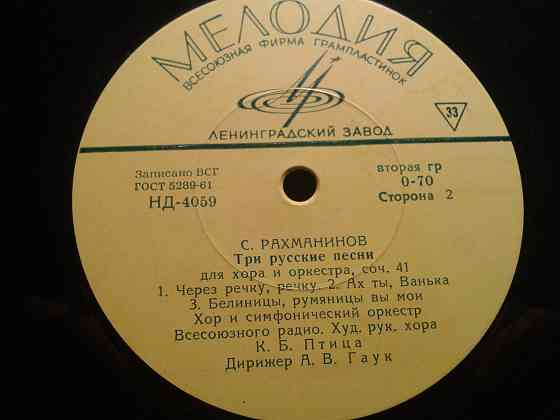 МЕЛОДИЯ
ВСЕСОЮЗНАЯ ФИРМА ГРАМПЛАСТИНОК
33
ЛЕНИНГРАДСКИЙ ЗАВОД
Записано ВСГ
ГОСТ 5289-61
НД-4059
вторая гр
0-70
Сторона 2
С. РАХМАНИНОВ
Три русские песни
для хора и оркестра, соч. 41
1. Через речку, речку. 2. Ах ты, Ванька
3. Белиницы, румяницы вы мои
Хор и симфонический оркестр
Всесоюзного радио. Худ. рук. хора
К. Б. Птица
Дирижер А. В. Гаук